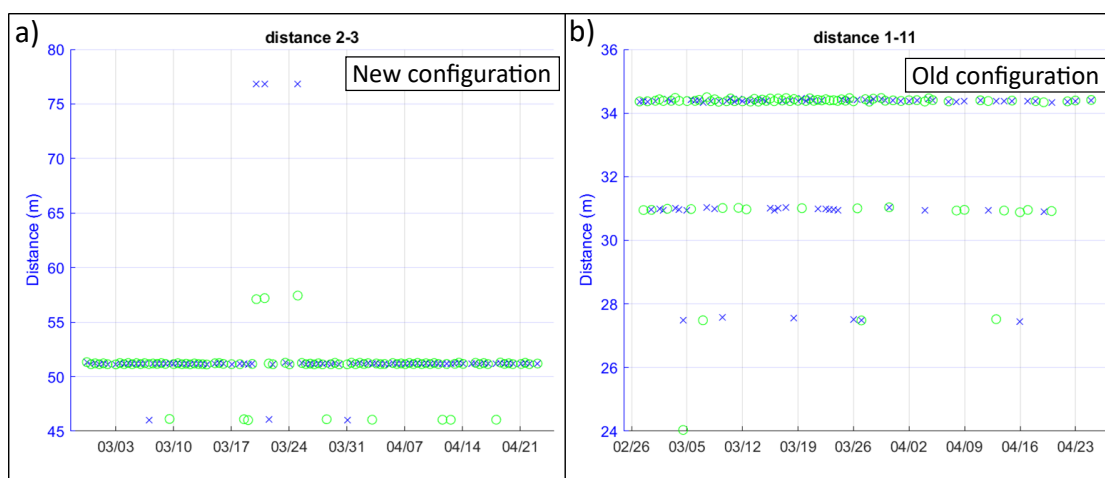 a)
distance 2-3
New configuration
Distance (m)
80
75
70
65
60
55
50
45
03/03 03/10 03/17 03/24 03/31 04/07 04/14 04/21
b)
distance 1-11
Old configuration
Distance (m)
36
34
32
30
28
26
24
02/26 03/05 03/12 03/19 03/26 04/02 04/09 04/16 04/23